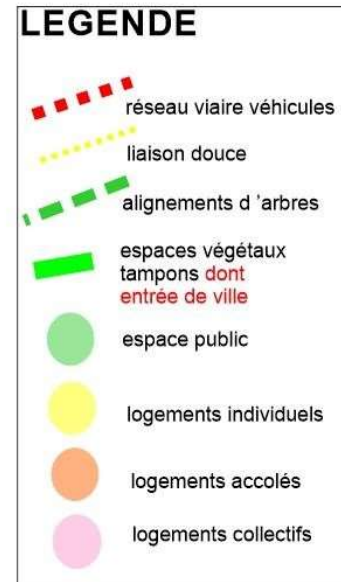 LEGENDE
réseau viaire véhicules
liaison douce
alignements d 'arbres
espaces végétaux
tampons dont
entrée de ville
espace public
logements individuels
logements accolés
logements collectifs